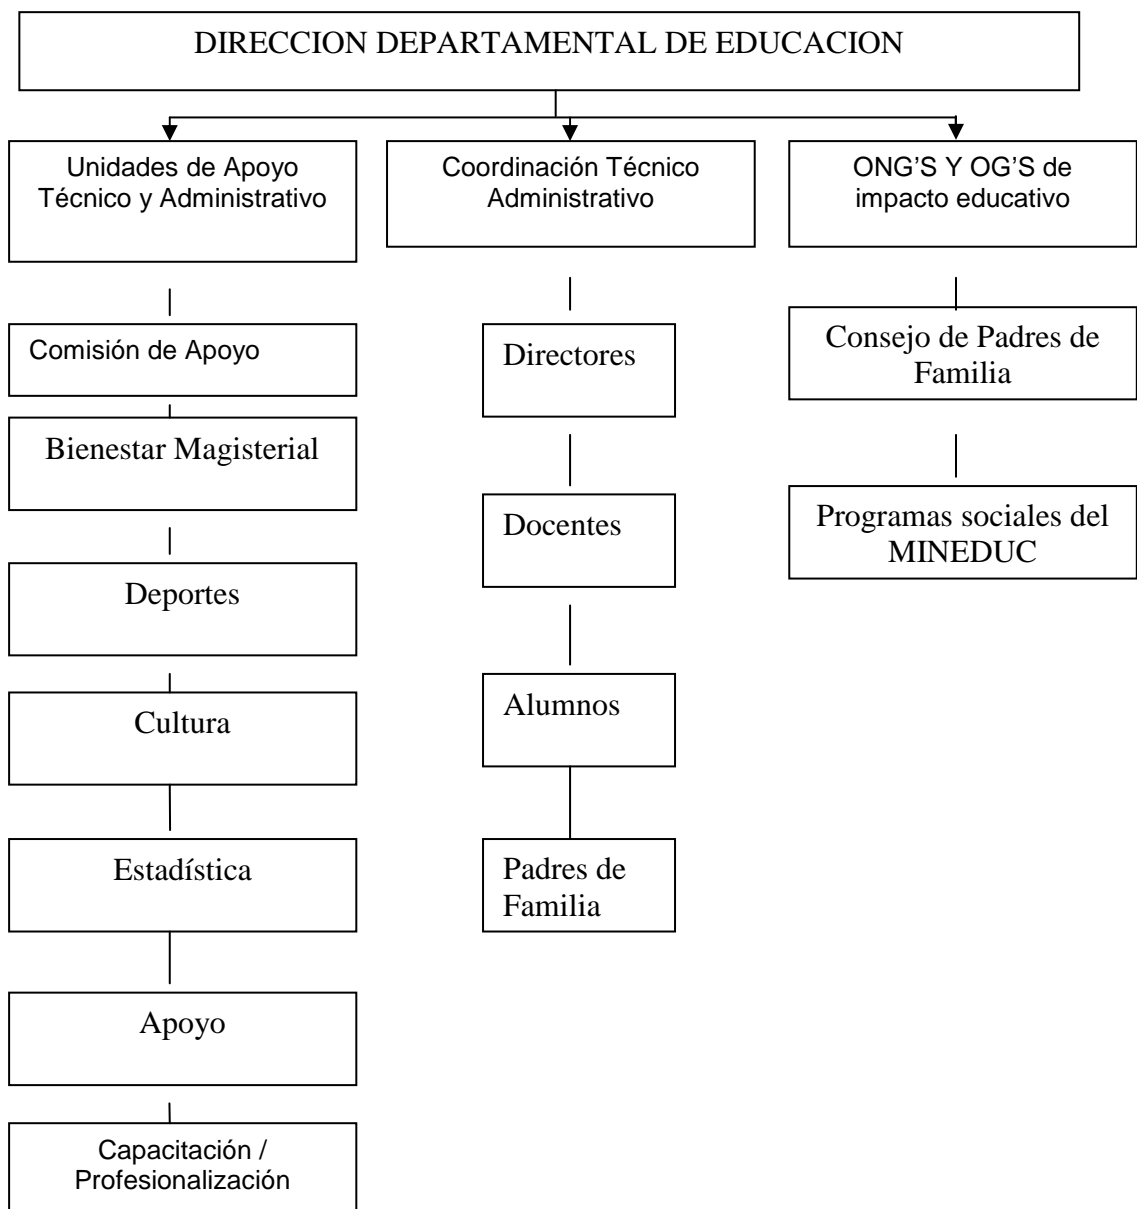 DIRECCION DEPARTAMENTAL DE EDUCACION
Unidades de Apoyo
Técnico y Administrativo
Coordinación Técnico
Administrativo
ONG’S Y OG’S de
impacto educativo
Comisión de Apoyo
Bienestar Magisterial
Deportes
Cultura
Estadística
Apoyo
Capacitación /
Profesionalización
Directores
Docentes
Alumnos
Padres de
Familia
Consejo de Padres de
Familia
Programas sociales del
MINEDUC